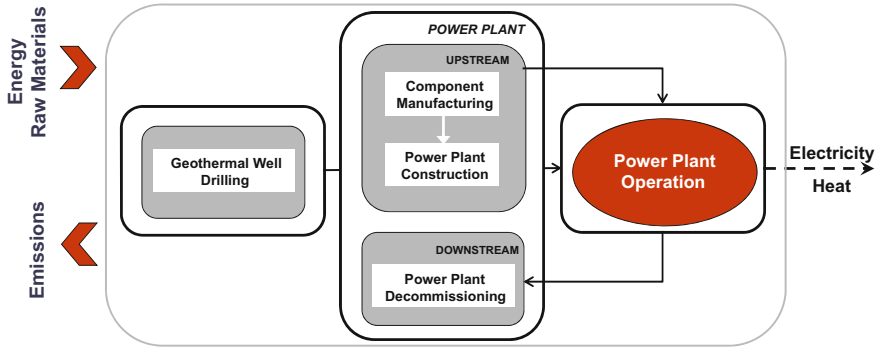 Energy
Raw Materials
Emissions
Geothermal Well
Drilling
POWER PLANT
UPSTREAM
Component
Manufacturing
Power Plant
Construction
DOWNSTREAM
Power Plant
Decommissioning
Power Plant
Operation
Electricity
Heat